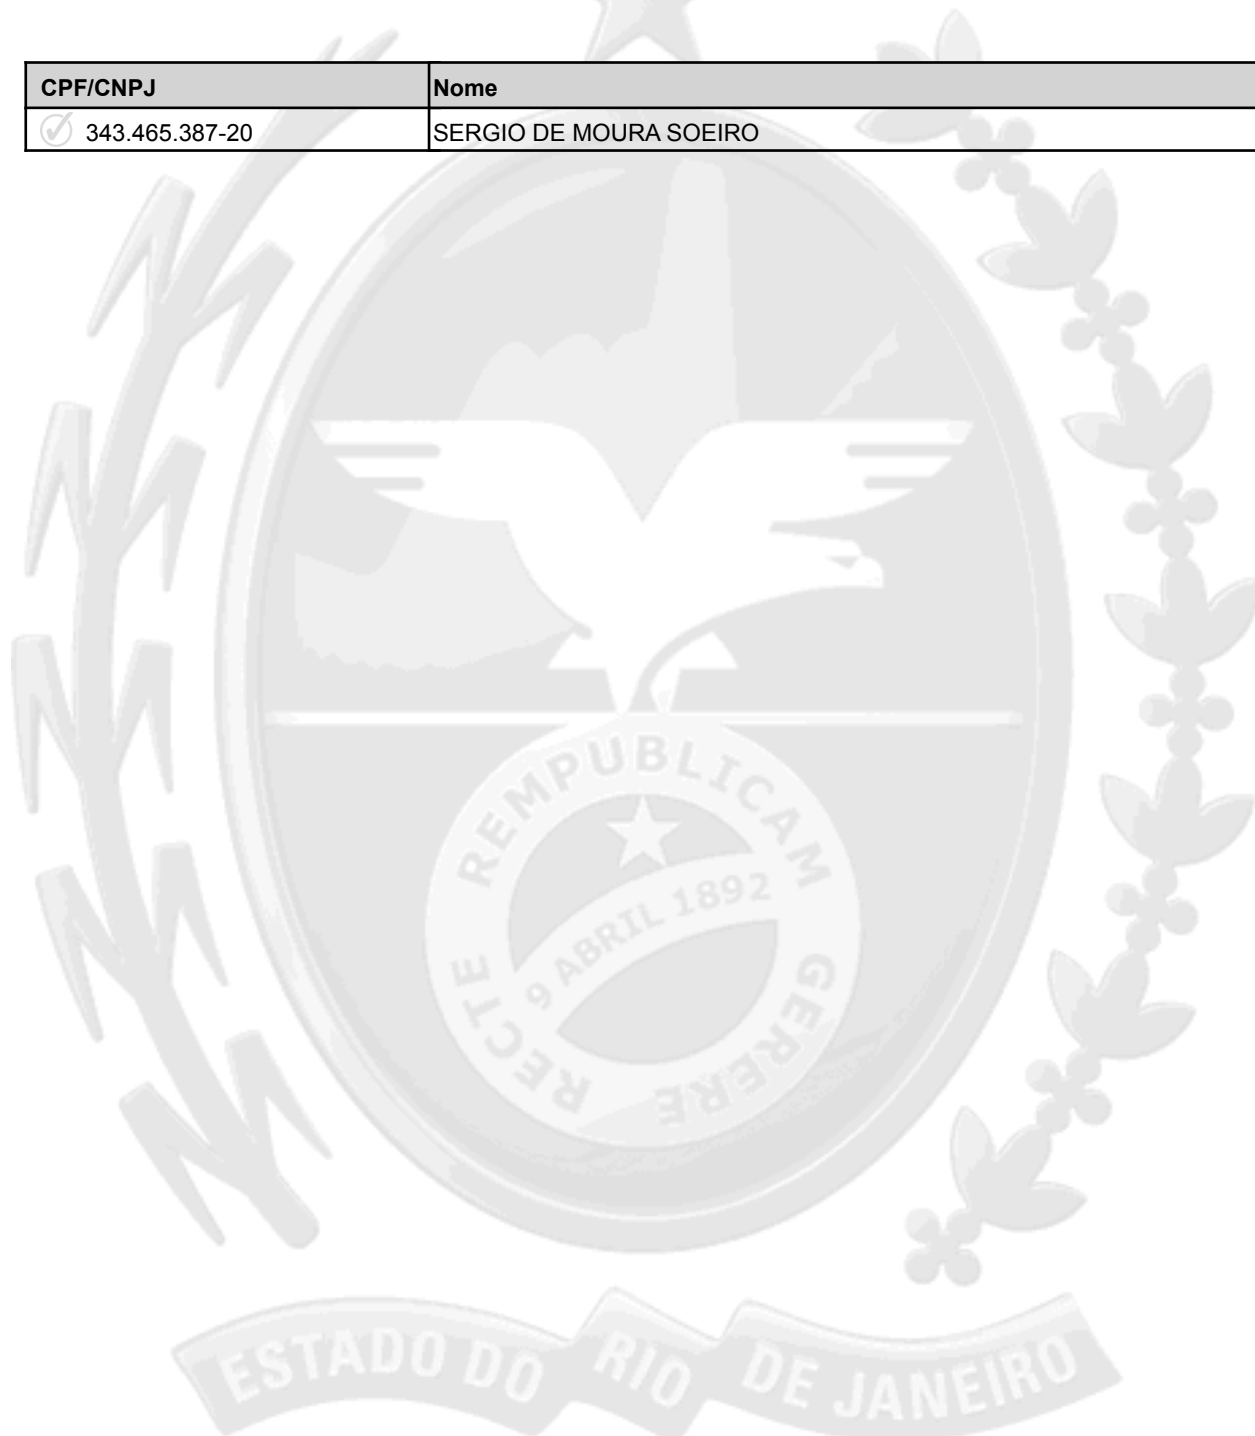 CPF/CNPJ Nome
343.465.387-20 SERGIO DE MOURA SOEIRO
REMPUBLICAM
9 ABRIL 1892
RECTE GERERE
ESTADO DO RIO DE JANEIRO